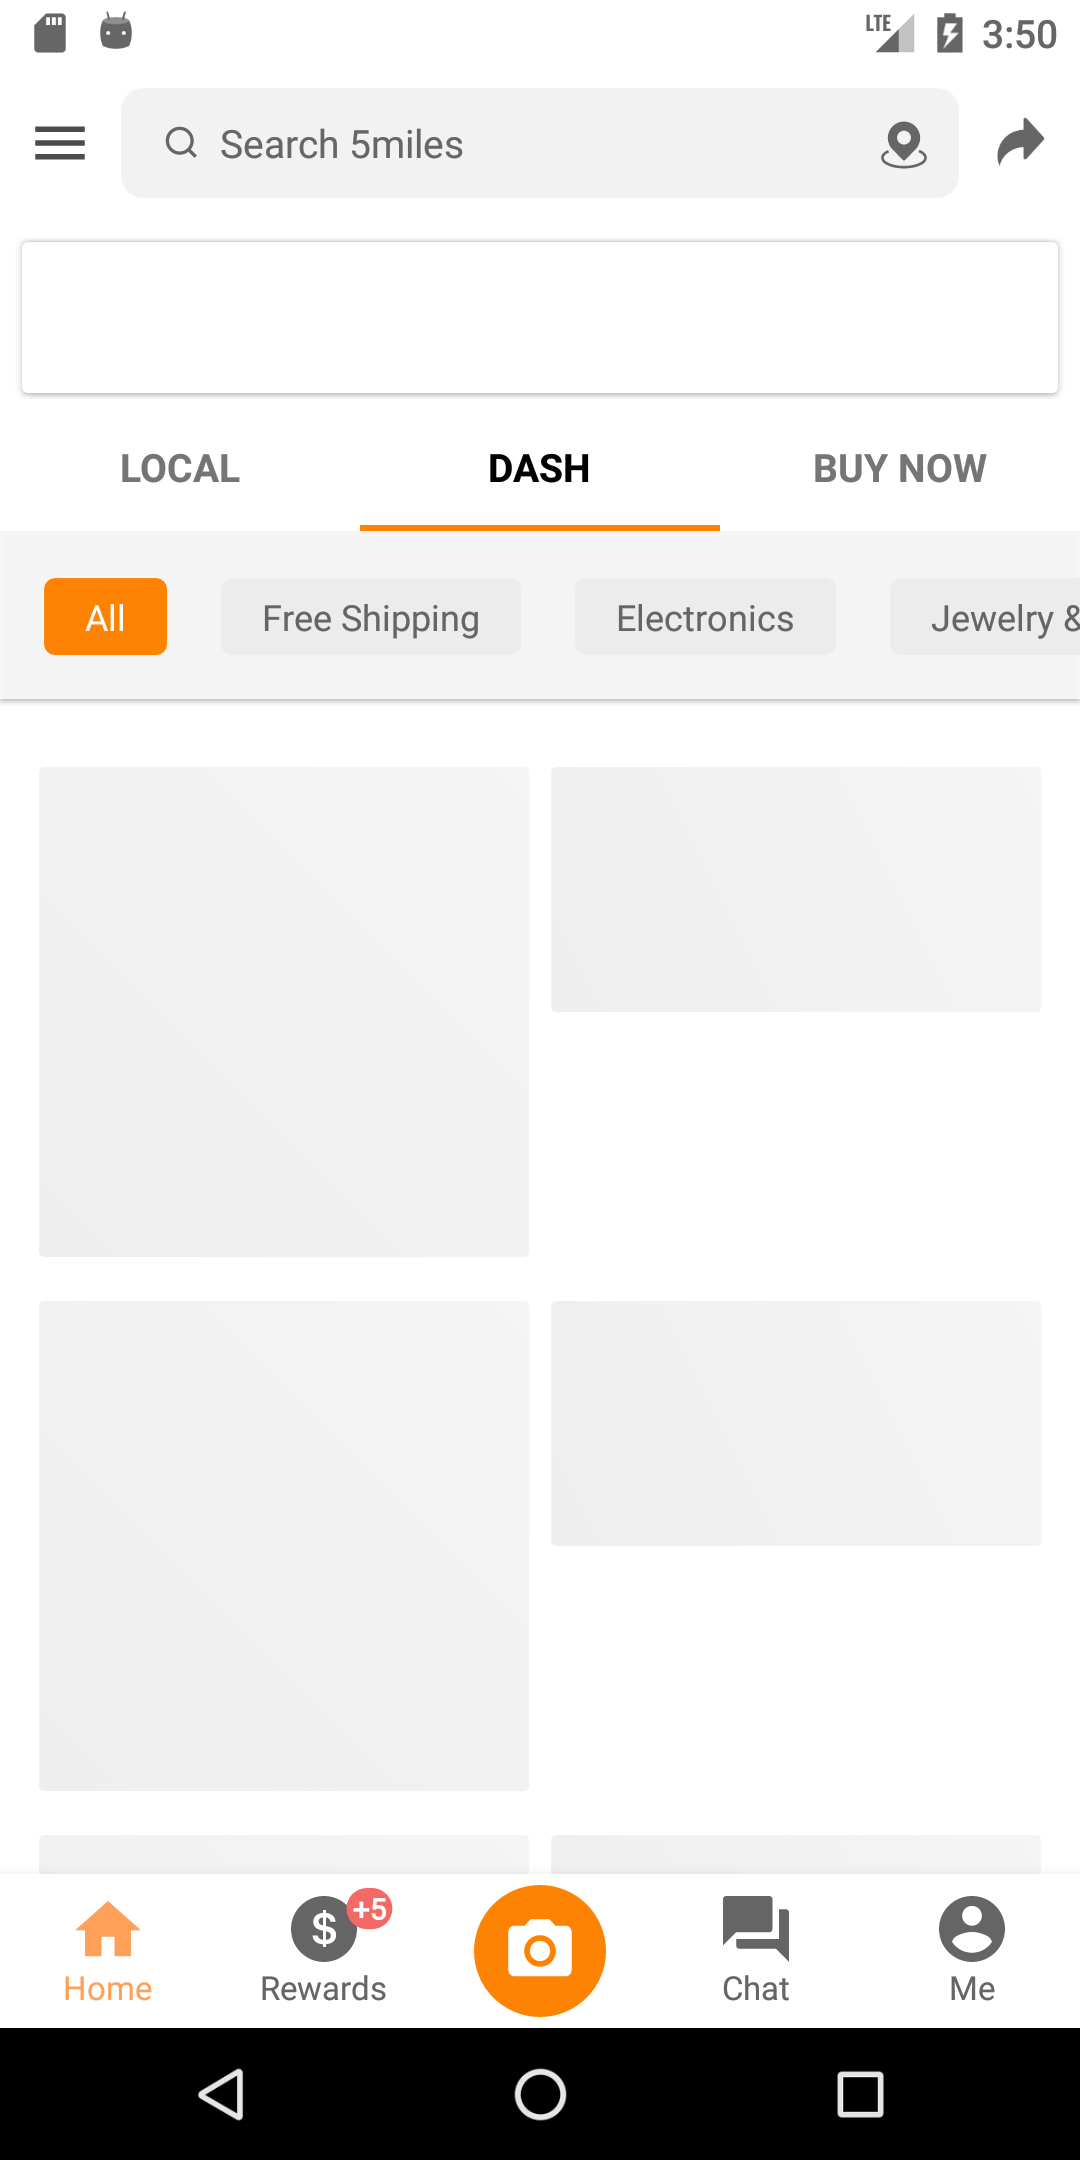 LTE 3:50
Search 5miles
LOCAL DASH BUY NOW
All Free Shipping Electronics Jewelry &
$ +5
Home Rewards Chat Me